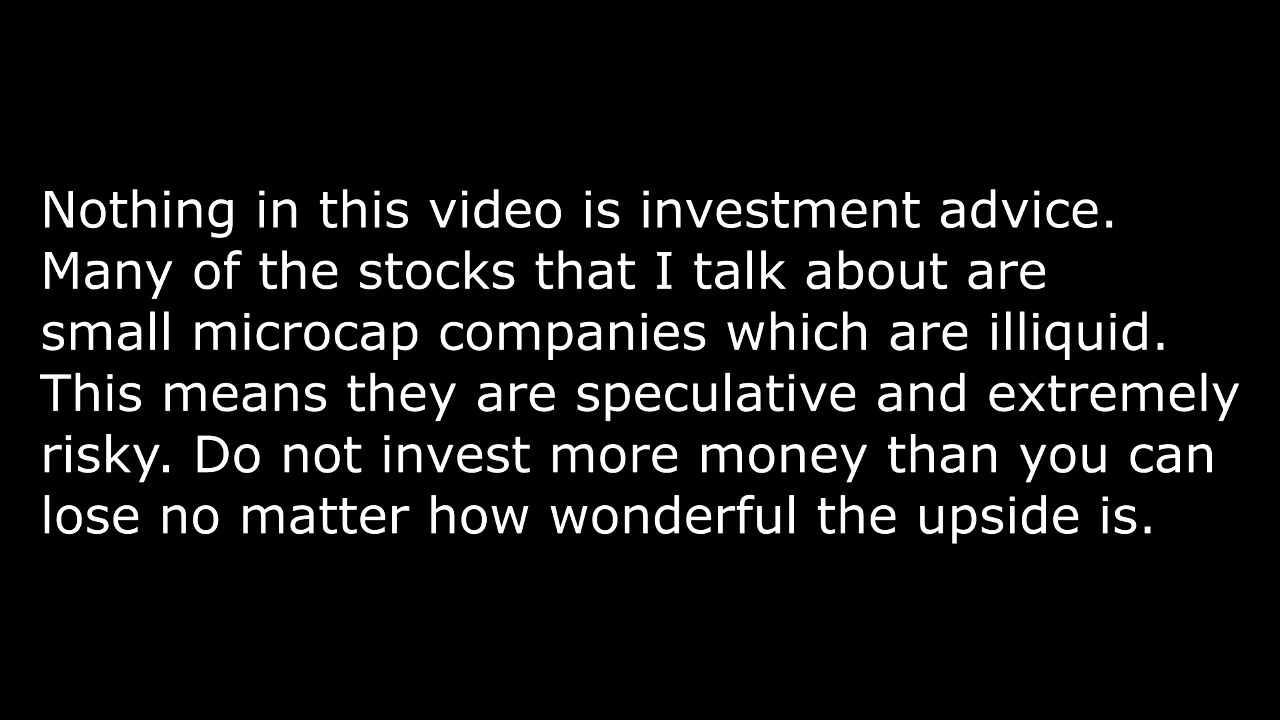 Nothing in this video is investment advice.
Many of the stocks that I talk about are
small microcap companies which are illiquid.
This means they are speculative and extremely
risky. Do not invest more money than you can
lose no matter how wonderful the upside is.